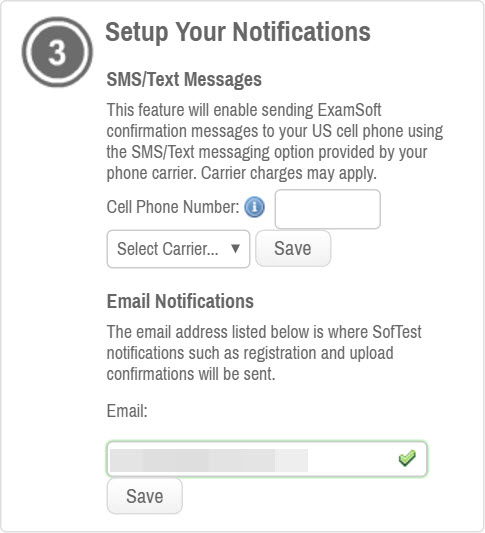 3
Setup Your Notifications
SMS/Text Messages
This feature will enable sending ExamSoft
confirmation messages to your US cell phone using
the SMS/Text messaging option provided by your
phone carrier. Carrier charges may apply.
Cell Phone Number: i
Select Carrier... ▼ Save
Email Notifications
The email address listed below is where SofTest
notifications such as registration and upload
confirmations will be sent.
Email:
Save